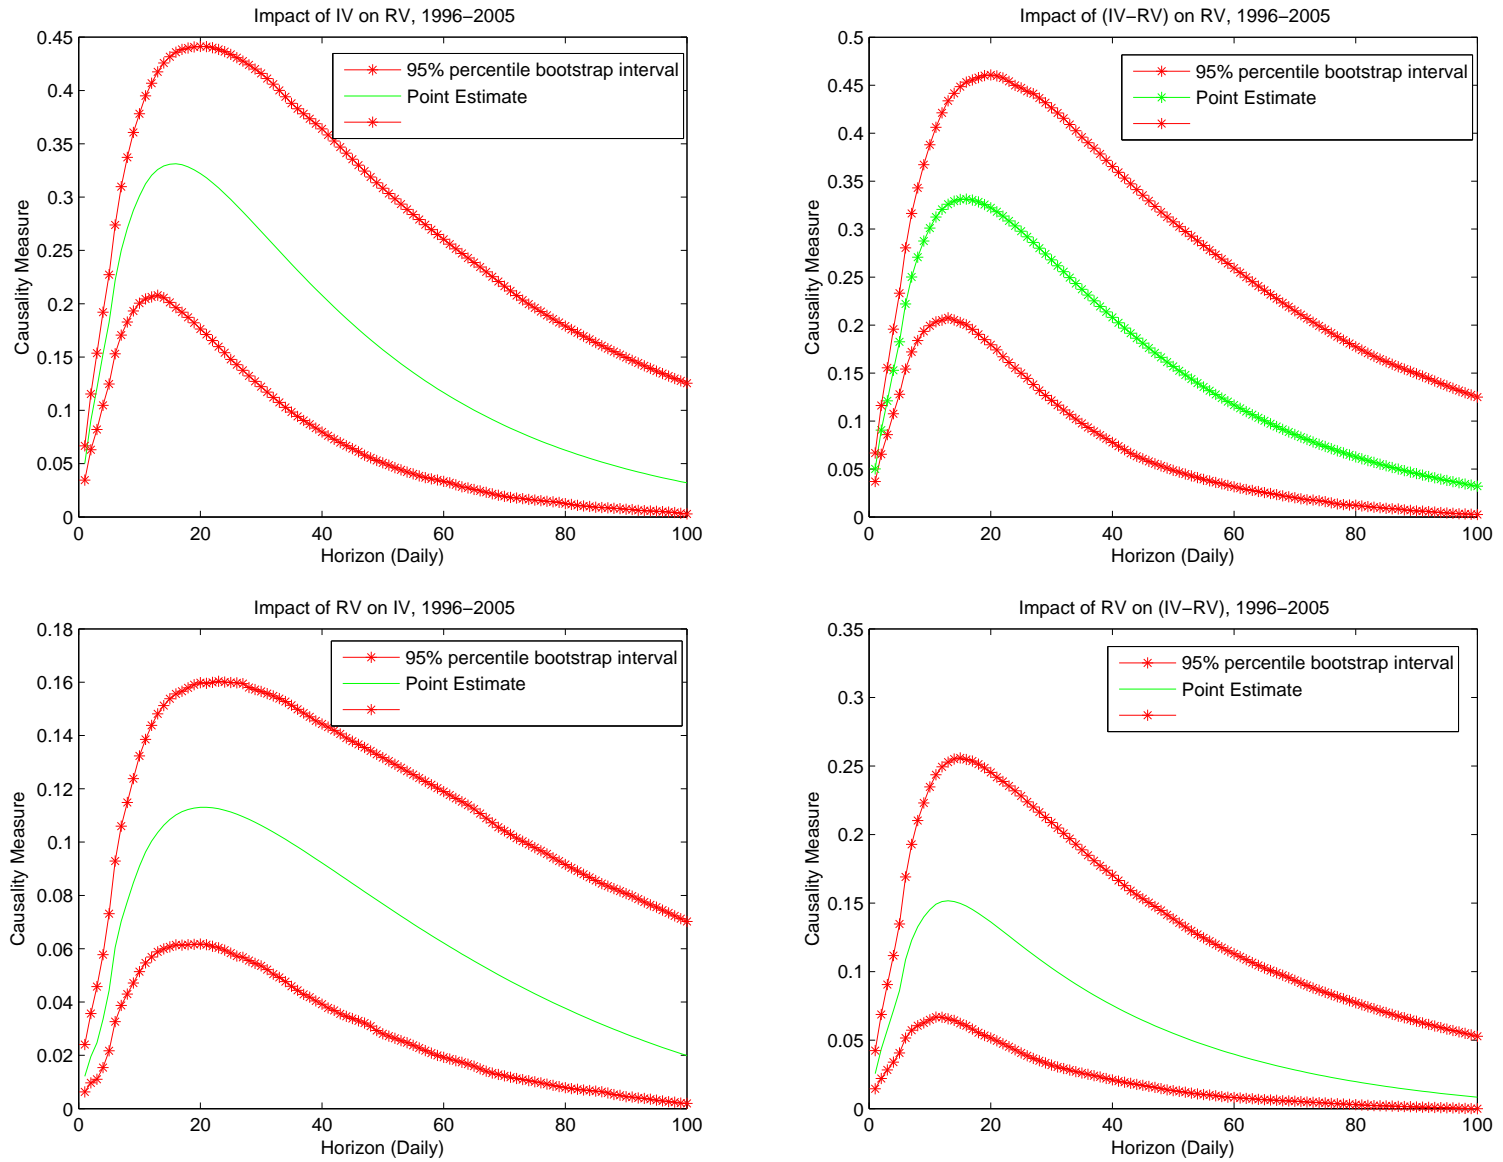 Impact of IV on RV, 1996−2005
0.45
0.4
0.35
0.3
0.25
0.2
0.15
0.1
0.05
0
Causality Measure
95% percentile bootstrap interval
Point Estimate
0 20 40 60 80 100
Horizon (Daily)
Impact of (IV−RV) on RV, 1996−2005
0.5
0.45
0.4
0.35
0.3
0.25
0.2
0.15
0.1
0.05
0
Causality Measure
95% percentile bootstrap interval
Point Estimate
0 20 40 60 80 100
Horizon (Daily)
Impact of RV on IV, 1996−2005
0.18
0.16
0.14
0.12
0.1
0.08
0.06
0.04
0.02
0
Causality Measure
95% percentile bootstrap interval
Point Estimate
0 20 40 60 80 100
Horizon (Daily)
Impact of RV on (IV−RV), 1996−2005
0.35
0.3
0.25
0.2
0.15
0.1
0.05
0
Causality Measure
95% percentile bootstrap interval
Point Estimate
0 20 40 60 80 100
Horizon (Daily)